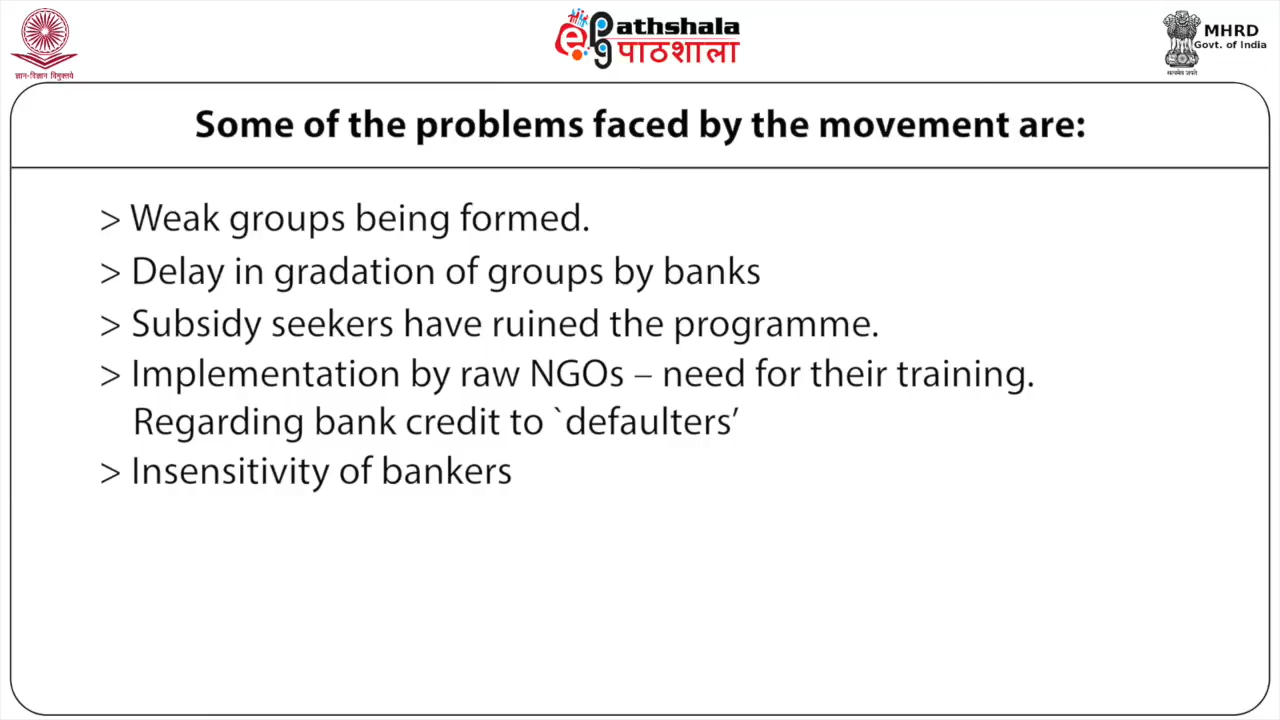 ज्ञान-विज्ञान विमुक्तये
ePG Pathshala
पाठशाला
MHRD
Govt. of India
सत्यमेव जयते
Some of the problems faced by the movement are:
> Weak groups being formed.
> Delay in gradation of groups by banks
> Subsidy seekers have ruined the programme.
> Implementation by raw NGOs – need for their training.
Regarding bank credit to `defaulters’
> Insensitivity of bankers